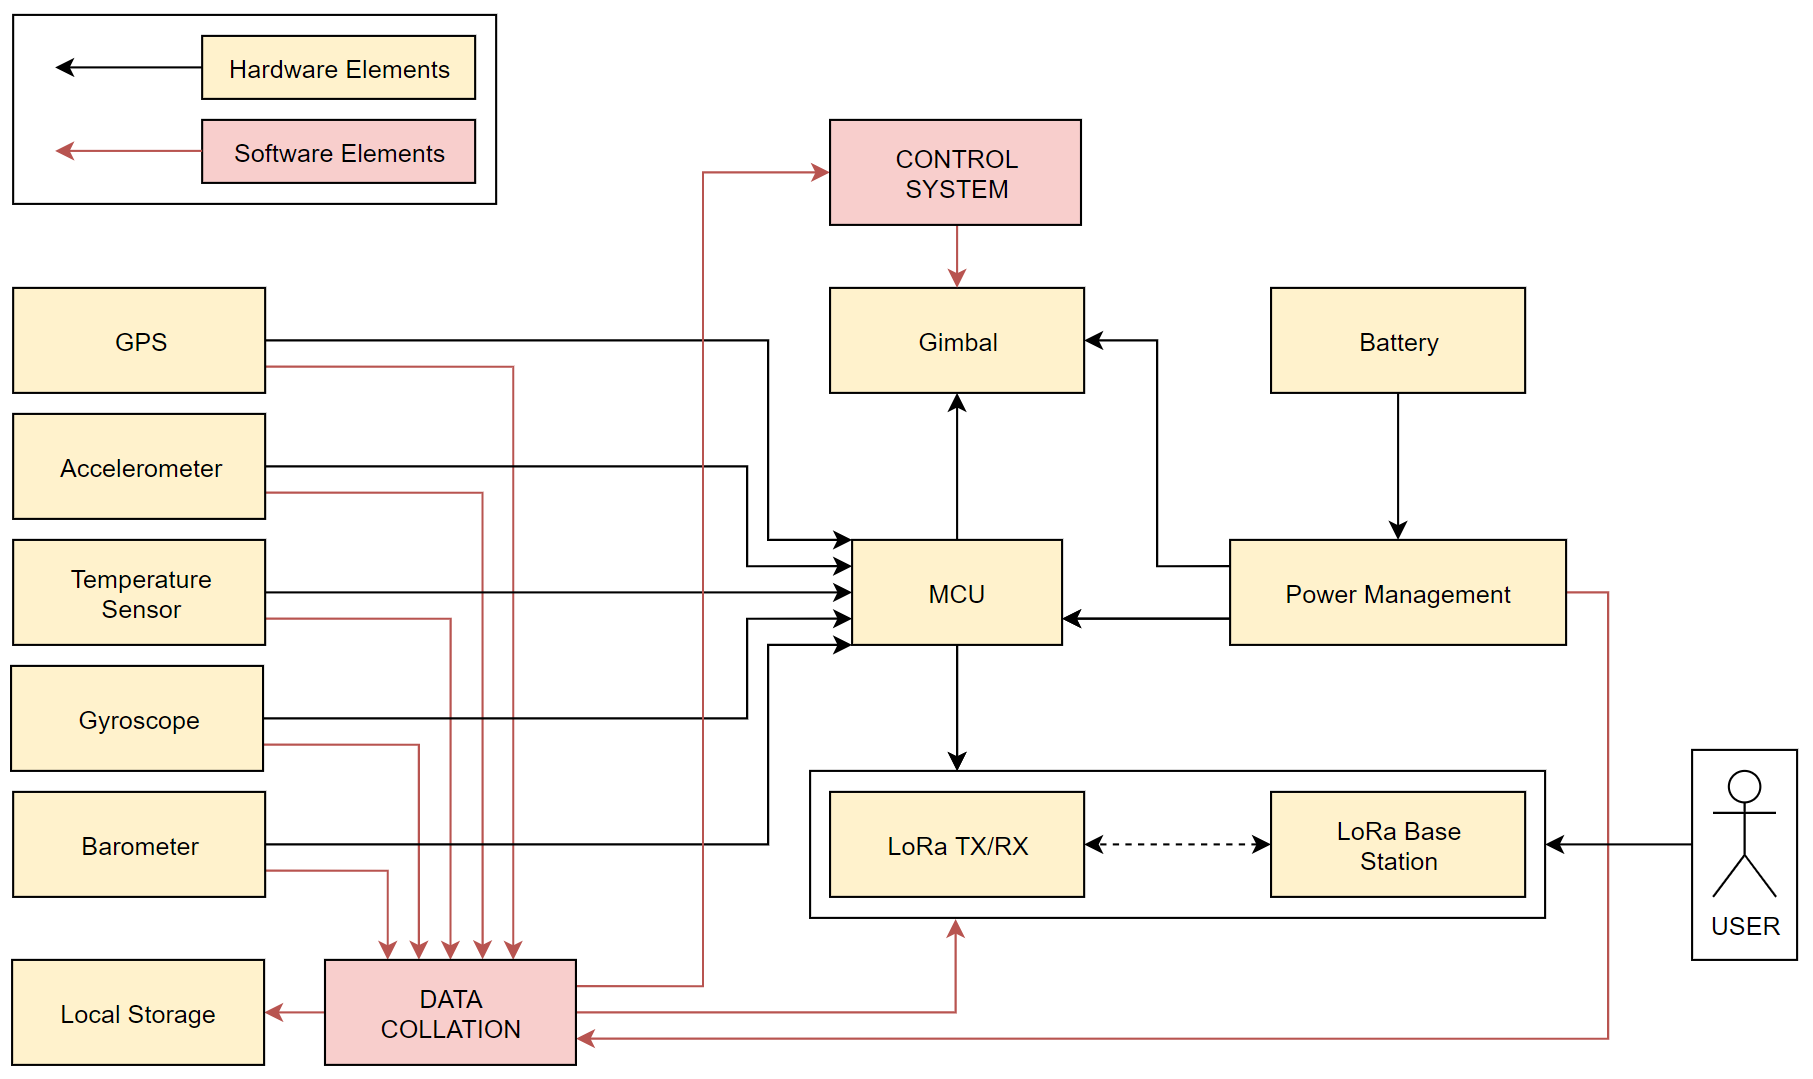 Hardware Elements
Software Elements
CONTROL
SYSTEM
GPS
Gimbal
Battery
Accelerometer
Temperature
Sensor
MCU
Power Management
Gyroscope
Barometer
LoRa TX/RX
LoRa Base
Station
USER
Local Storage
DATA
COLLATION